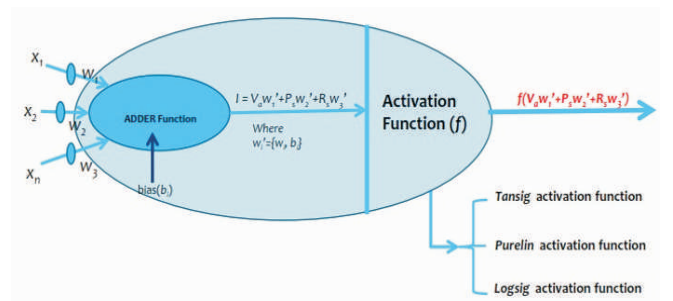 X₁
W₁
X₂
W₂
Xₙ
W₃
ADDER Function
bias(bᵢ)
I = Vₐw₁'+Pₛw₂'+Rₛw₃'
Where
wᵢ'={wᵢ, bᵢ}
Activation
Function (f)
f(Vₐw₁'+Pₛw₂'+Rₛw₃')
Tansig activation function
Purelin activation function
Logsig activation function